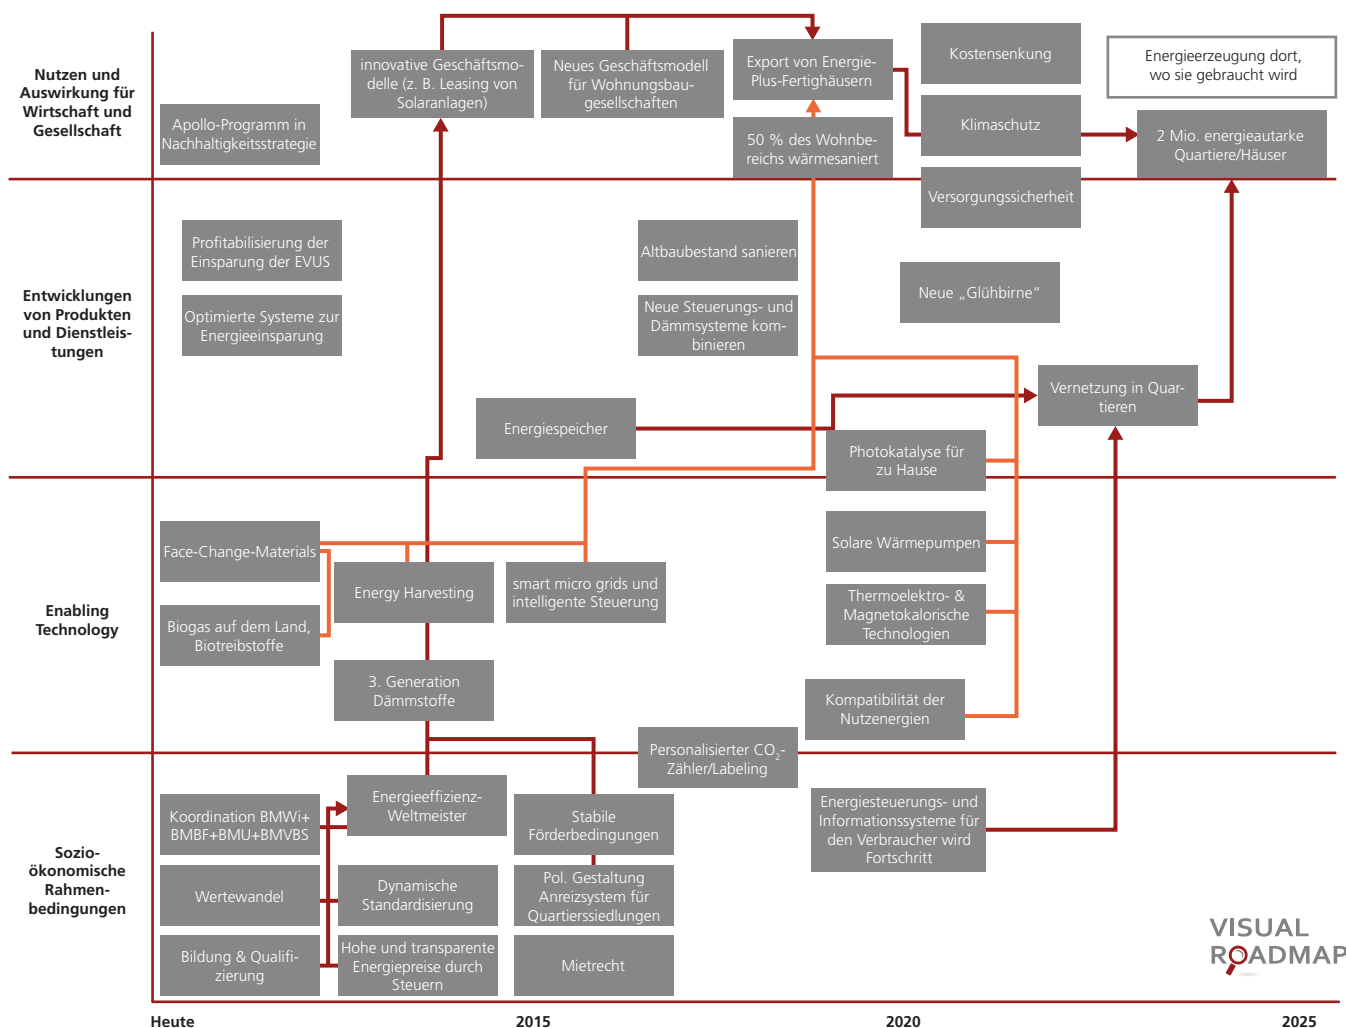 Nutzen und
Auswirkung für
Wirtschaft und
Gesellschaft
Apollo-Programm in
Nachhaltigkeitsstrategie
innovative Geschäftsmo-
delle (z. B. Leasing von
Solaranlagen)
Neues Geschäftsmodell
für Wohnungsbau-
gesellschaften
Export von Energie-
Plus-Fertighäusern
50 % des Wohnbe-
reichs wärmesaniert
Kostensenkung
Klimaschutz
Versorgungssicherheit
Energieerzeugung dort,
wo sie gebraucht wird
2 Mio. energieautarke
Quartiere/Häuser
Entwicklungen
von Produkten
und Dienstleis-
tungen
Profitabilisierung der
Einsparung der EVUS
Optimierte Systeme zur
Energieeinsparung
Altbaubestand sanieren
Neue Steuerungs- und
Dämmsysteme kom-
binieren
Neue „Glühbirne“
Energiespeicher
Vernetzung in Quar-
tieren
Photokatalyse für
zu Hause
Enabling
Technology
Face-Change-Materials
Biogas auf dem Land,
Biotreibstoffe
Energy Harvesting
smart micro grids und
intelligente Steuerung
3. Generation
Dämmstoffe
Solare Wärmepumpen
Thermoelektro- &
Magnetokalorische
Technologien
Kompatibilität der
Nutzenergien
Personalisierter CO₂-
Zähler/Labeling
Sozio-
ökonomische
Rahmen-
bedingungen
Koordination BMWi+
BMBF+BMU+BMVBS
Energieeffizienz-
Weltmeister
Stabile
Förderbedingungen
Energiesteuerungs- und
Informationssysteme für
den Verbraucher wird
Fortschritt
Wertewandel
Dynamische
Standardisierung
Pol. Gestaltung
Anreizsystem für
Quartierssiedlungen
Bildung & Qualifi-
zierung
Hohe und transparente
Energiepreise durch
Steuern
Mietrecht
VISUAL
ROADMAP
Heute
2015
2020
2025